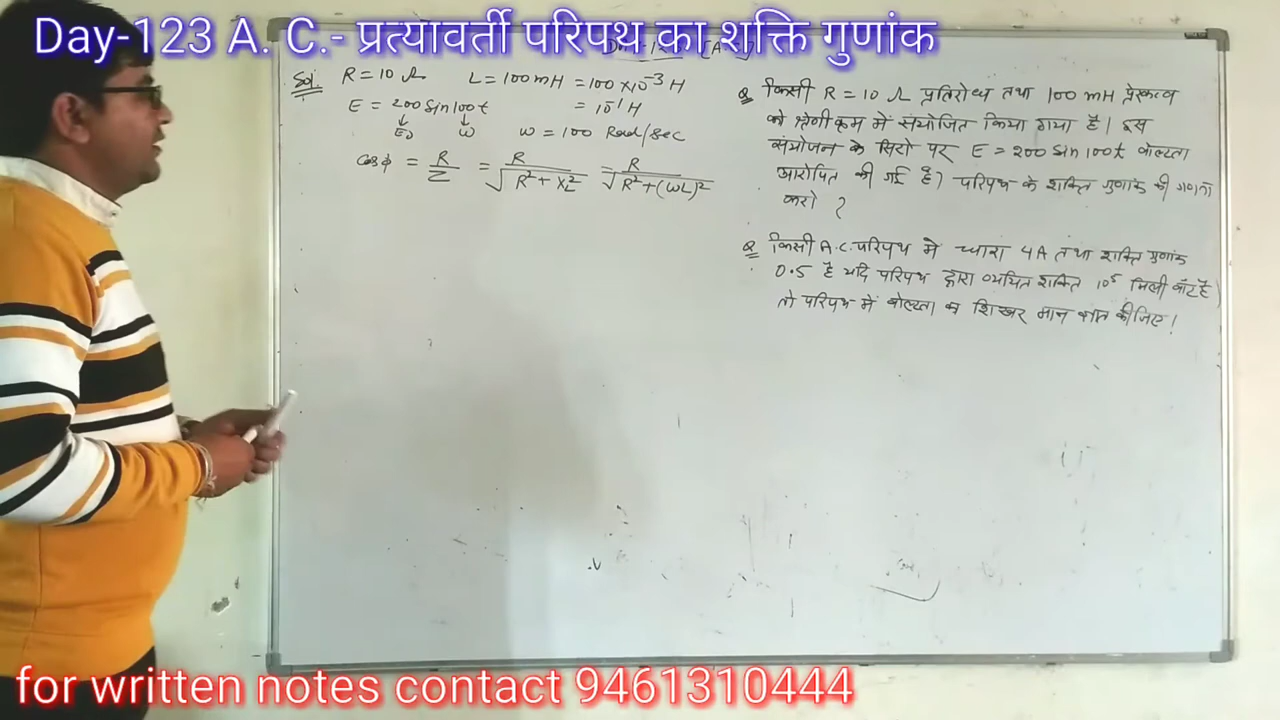 Day-123 A. C.- प्रत्यावर्ती परिपथ का शक्ति गुणांक
Sol. R = 10 Ω L = 100 mH = 100 × 10⁻³ H
= 10⁻¹ H
E = 200 Sin 100t
↓ ↓
E₀ ω ω = 100 Rad/sec
cosϕ = R/Z = R/√(R² + X_L²) = R/√(R² + (ωL)²)
Q किसी R = 10 Ω प्रतिरोध तथा 100 mH प्रेरकत्व
को श्रेणीक्रम में संयोजित किया गया है। इस
संयोजन के सिरो पर E = 200 Sin 100t वोल्टता
आरोपित की गई है) परिपथ के शक्ति गुणांक की गणना
करो ?
Q किसी A.C. परिपथ मे धारा 4A तथा शक्ति गुणांक
0.5 है यदि परिपथ द्वारा व्ययित शक्ति 10⁵ मिली वॉट है)
तो परिपथ में वोल्टता का शिखर मान ज्ञात कीजिए!
for written notes contact 9461310444